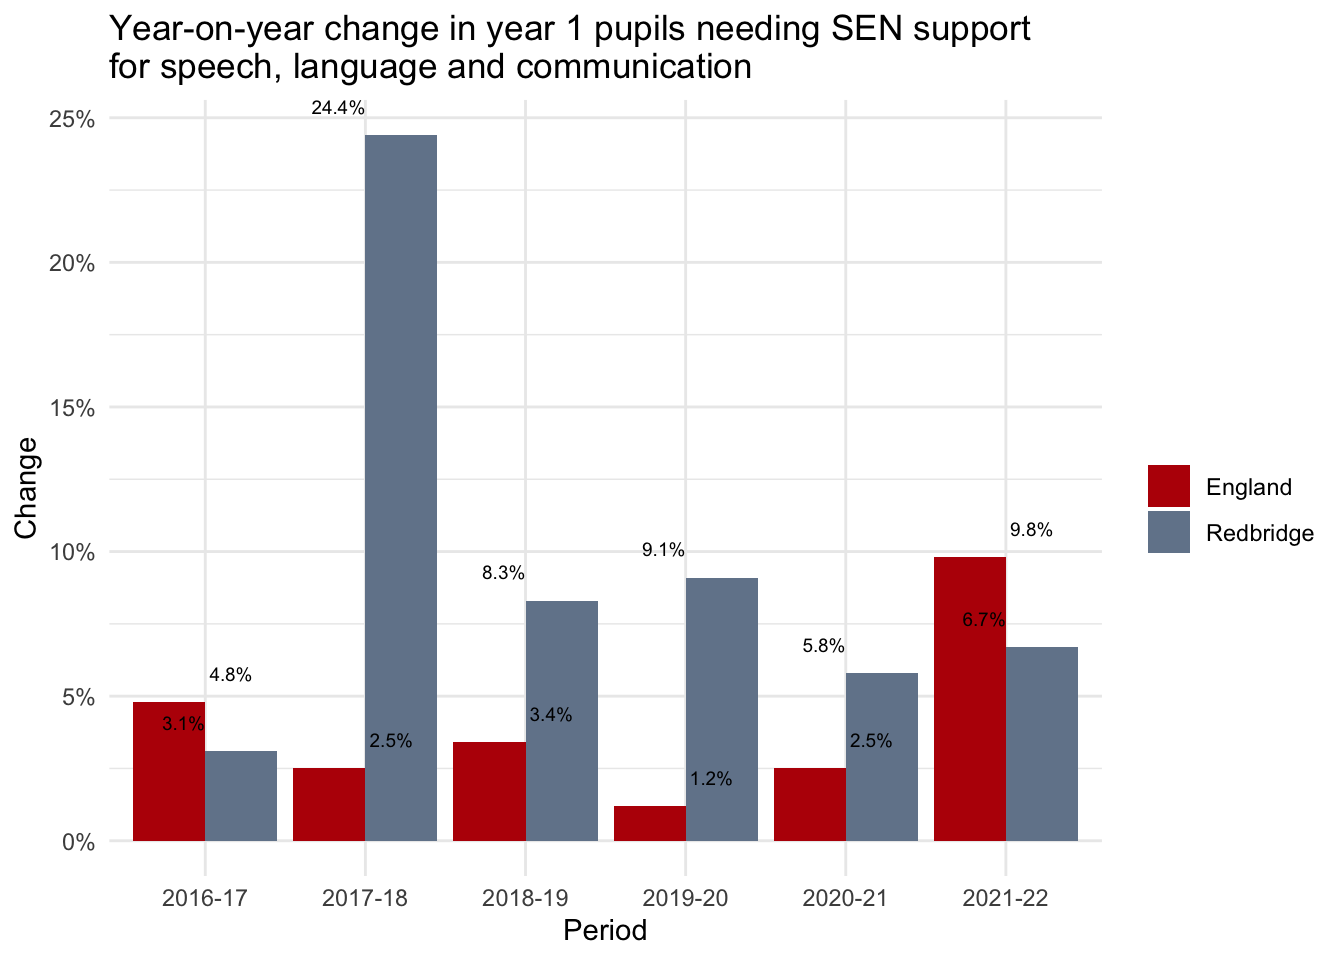 Year-on-year change in year 1 pupils needing SEN support
for speech, language and communication
25%
20%
15%
10%
5%
0%
Change
24.4%
9.8%
9.1%
8.3%
6.7%
5.8%
4.8%
3.1%
3.4%
2.5%
2.5%
1.2%
2016-17 2017-18 2018-19 2019-20 2020-21 2021-22
Period
England
Redbridge